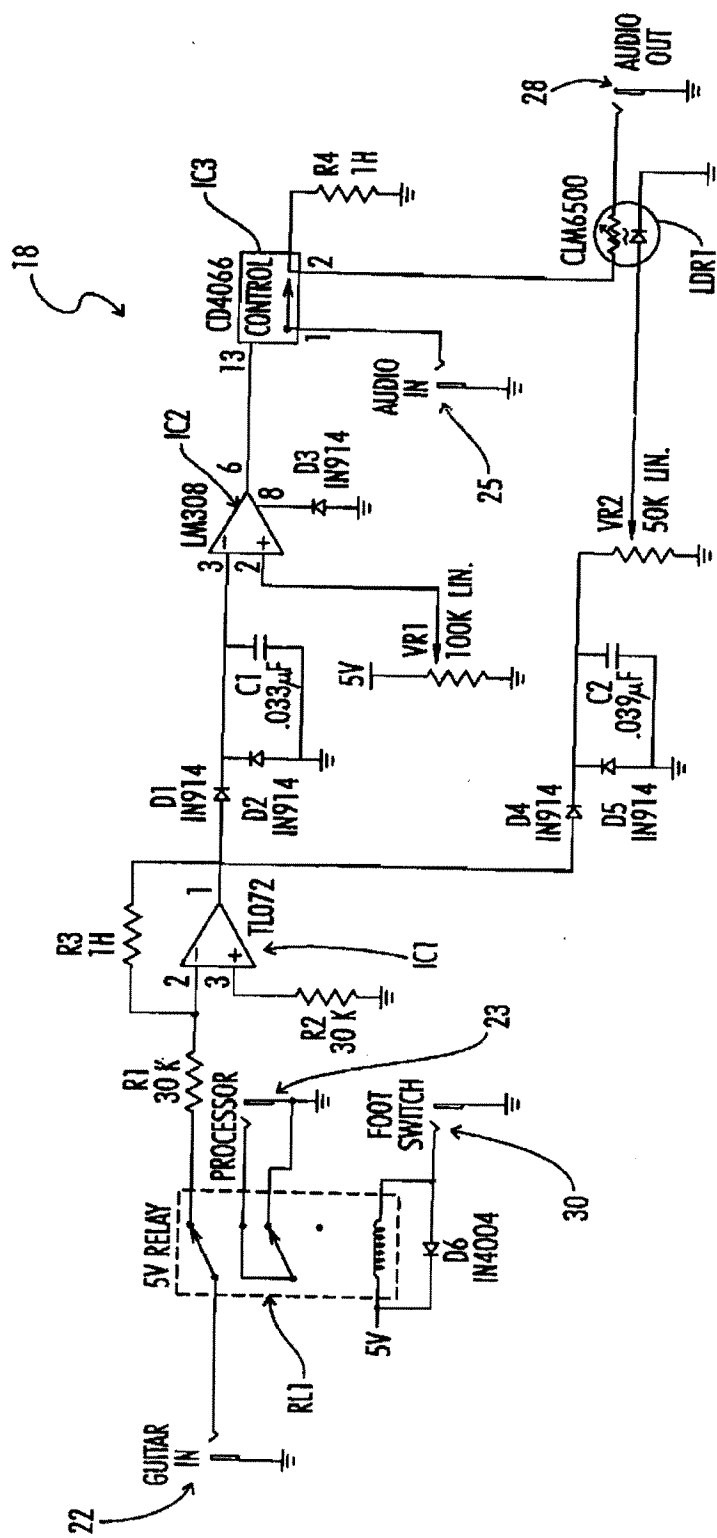 18
22
GUITAR
IN
5V RELAY
RL1
5V
D6
IN4004
30
FOOT
SWITCH
PROCESSOR
23
R1
30 K
R2
30 K
R3
1H
2
3
1
TL072
IC1
D1
IN914
D2
IN914
C1
.033µF
5V
VR1
100K LIN.
3
2
6
8
LM308
IC2
D3
IN914
13
CD4066
CONTROL
1
2
IC3
R4
1H
AUDIO
IN
25
D4
IN914
D5
IN914
C2
.039µF
VR2
50K LIN.
CLM6500
LDR1
28
AUDIO
OUT